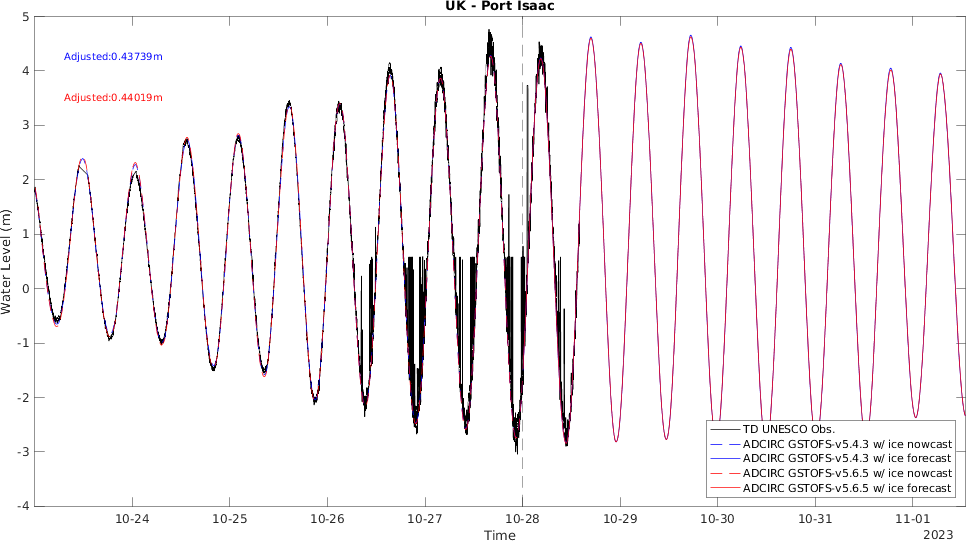 UK - Port Isaac
5
4
3
2
1
0
-1
-2
-3
-4
Water Level (m)
Adjusted:0.43739m
Adjusted:0.44019m
TD UNESCO Obs.
ADCIRC GSTOFS-v5.4.3 w/ ice nowcast
ADCIRC GSTOFS-v5.4.3 w/ ice forecast
ADCIRC GSTOFS-v5.6.5 w/ ice nowcast
ADCIRC GSTOFS-v5.6.5 w/ ice forecast
10-24 10-25 10-26 10-27 10-28 10-29 10-30 10-31 11-01
Time
2023